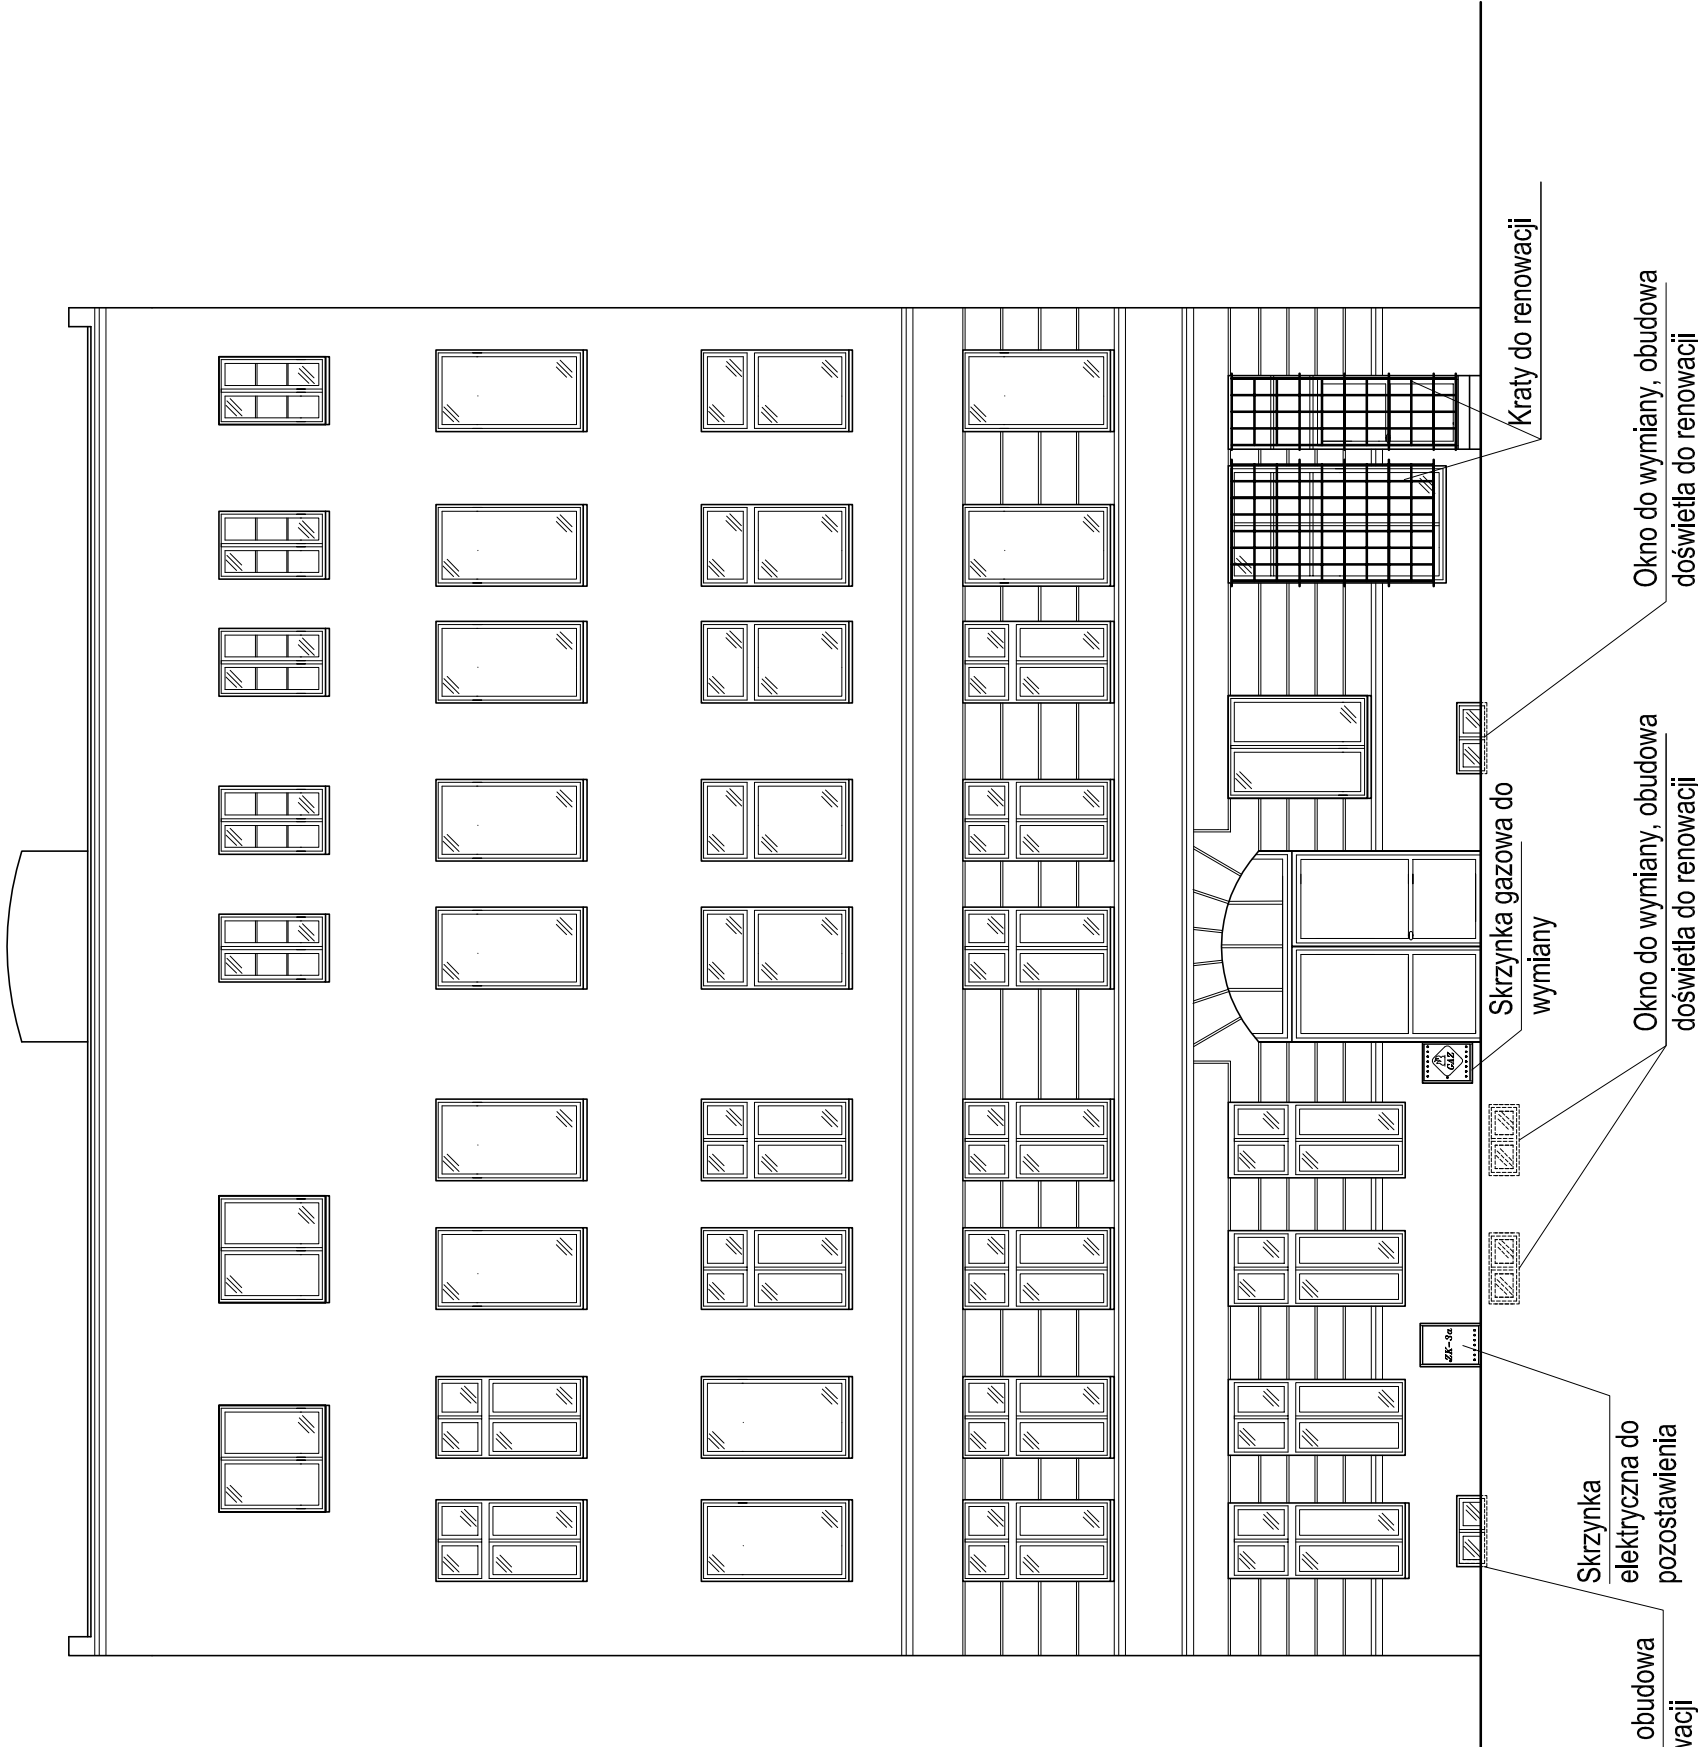 obudowa
wacji
Skrzynka
elektryczna do
pozostawienia
ZK-3a
GAZ
Skrzynka gazowa do
wymiany
Okno do wymiany, obudowa
doświetla do renowacji
Okno do wymiany, obudowa
doświetla do renowacji
Kraty do renowacji